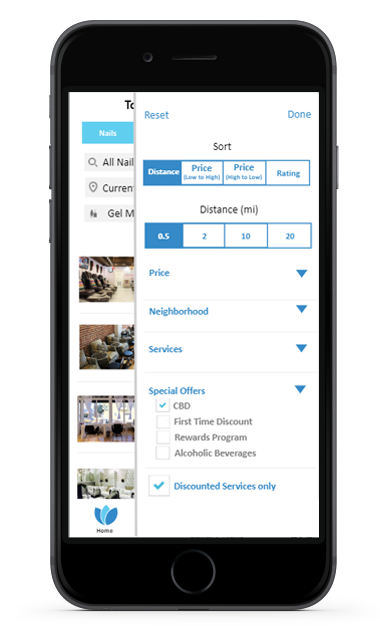 To
Nails
All Nail
Current
Gel M
Home
Reset
Done
Sort
Distance
Price
(Low to High)
Price
(High to Low)
Rating
Distance (mi)
0.5
2
10
20
Price
Neighborhood
Services
Special Offers
CBD
First Time Discount
Rewards Program
Alcoholic Beverages
Discounted Services only